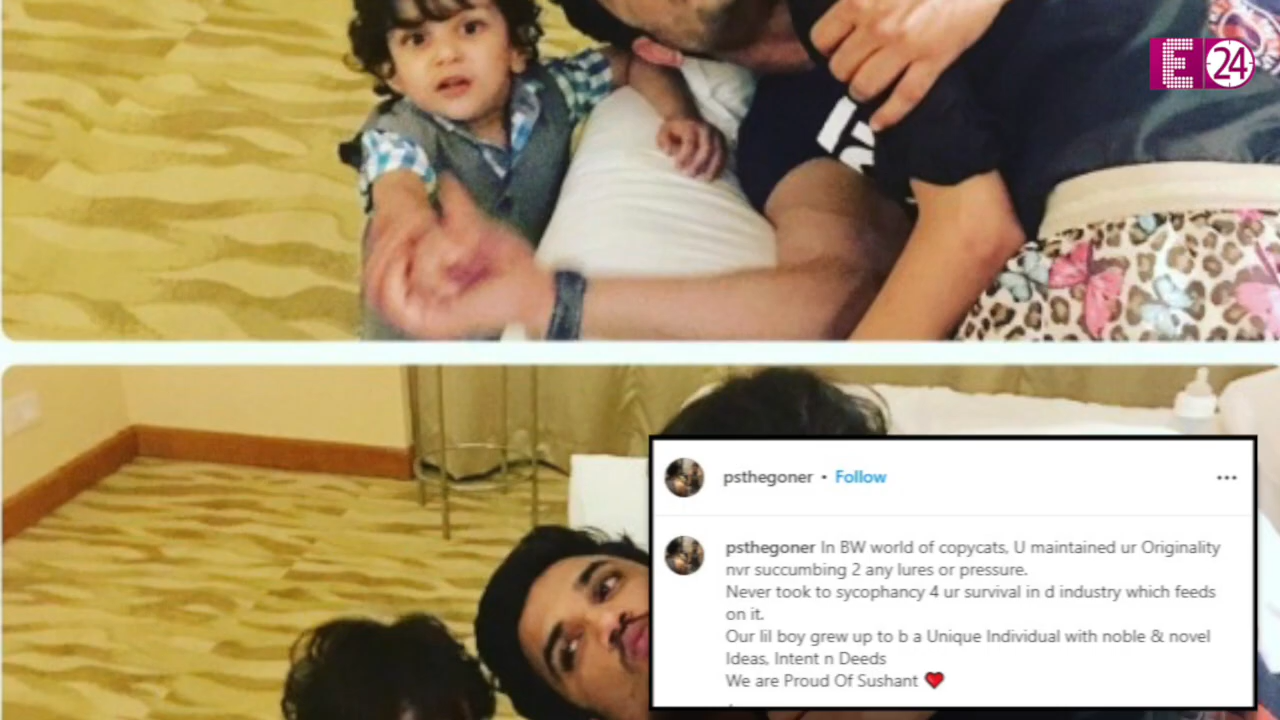 E 24
psthegoner • Follow
psthegoner In BW world of copycats, U maintained ur Originality
nvr succumbing 2 any lures or pressure.
Never took to sycophancy 4 ur survival in d industry which feeds
on it.
Our lil boy grew up to b a Unique Individual with noble & novel
Ideas, Intent n Deeds
We are Proud Of Sushant ❤️